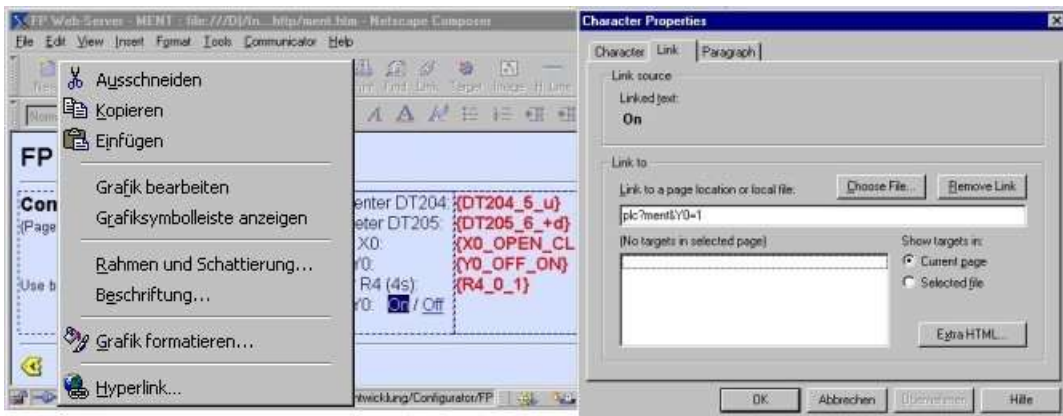 FP Web-Server - MENT : file:///D|/In...http/ment.htm - Netscape Composer
File Edit View Insert Format Tools Communicator Help
Ausschneiden
Kopieren
Einfügen
Grafik bearbeiten
Grafiksymbolleiste anzeigen
Rahmen und Schattierung...
Beschriftung...
Grafik formatieren...
Hyperlink...
FP
Con
(Page
Use b
enter DT204: {DT204_5_u}
eter DT205: {DT205_6_+d}
X0: {X0_OPEN_CL
Y0: {Y0_OFF_ON}
R4 (4s): {R4_0_1}
Y0: On / Off
ntwicklung/Configurator/FP
Character Properties
Character Link Paragraph
Link source
Linked text:
On
Link to
Link to a page location or local file:
Choose File...
Remove Link
plc?ment&Y0=1
(No targets in selected page)
Show targets in:
Current page
Selected file
Extra HTML...
OK Abbrechen Übernehmen Hilfe